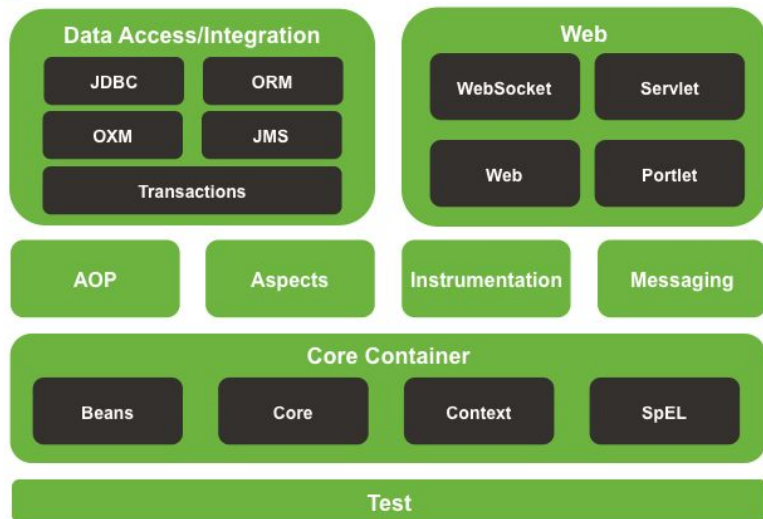 Data Access/Integration
JDBC
ORM
OXM
JMS
Transactions
Web
WebSocket
Servlet
Web
Portlet
AOP
Aspects
Instrumentation
Messaging
Core Container
Beans
Core
Context
SpEL
Test